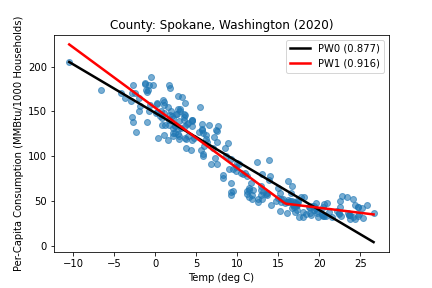 County: Spokane, Washington (2020)
PW0 (0.877)
PW1 (0.916)
Per-Capita Consumption (MMBtu/1000 Households)
200
150
100
50
0
−10 −5 0 5 10 15 20 25
Temp (deg C)